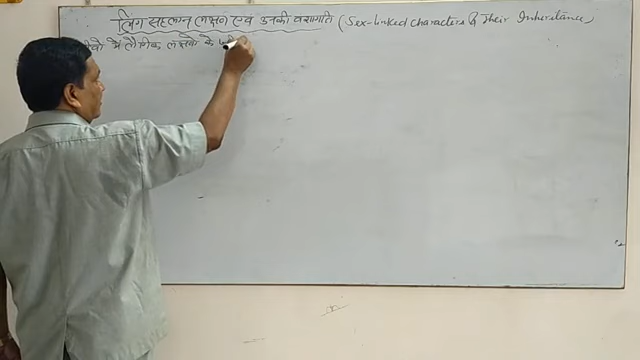 लिंग सहलग्न लक्षण एवं उनकी वंशागति (Sex-linked characters & Their Inheritance)
में लैंगिक लक्षणों के